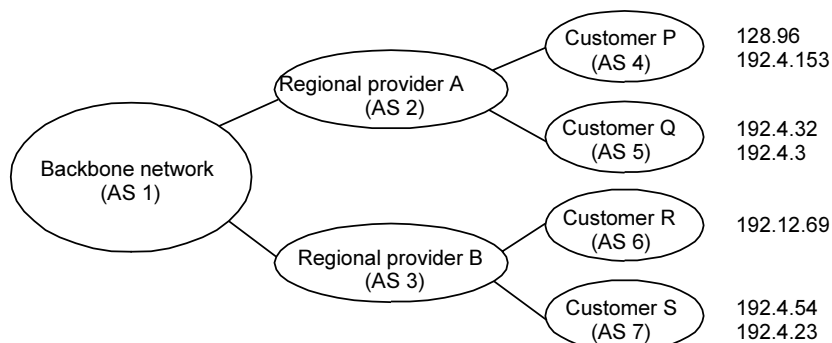 Backbone network
(AS 1)
Regional provider A
(AS 2)
Regional provider B
(AS 3)
Customer P
(AS 4)
128.96
192.4.153
Customer Q
(AS 5)
192.4.32
192.4.3
Customer R
(AS 6)
192.12.69
Customer S
(AS 7)
192.4.54
192.4.23